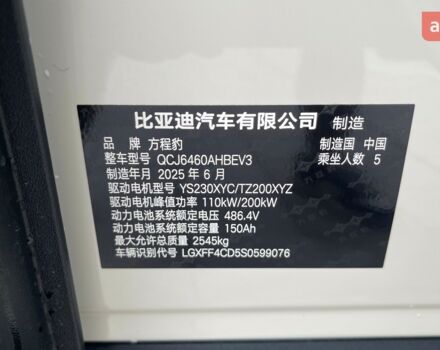 比亚迪汽车有限公司 制造
品 牌 方程豹 制造国 中国
整车型号 QCJ6460AHBEV3 乘坐人数 5
制造年月 2025 年 6 月
驱动电机型号 YS230XYC/TZ200XYZ
驱动电机峰值功率 110kW/200kW
动力电池系统额定电压 486.4V
动力电池系统额定容量 150Ah
最大允许总质量 2545kg
车辆识别代号 LGXFF4CD5S0599076